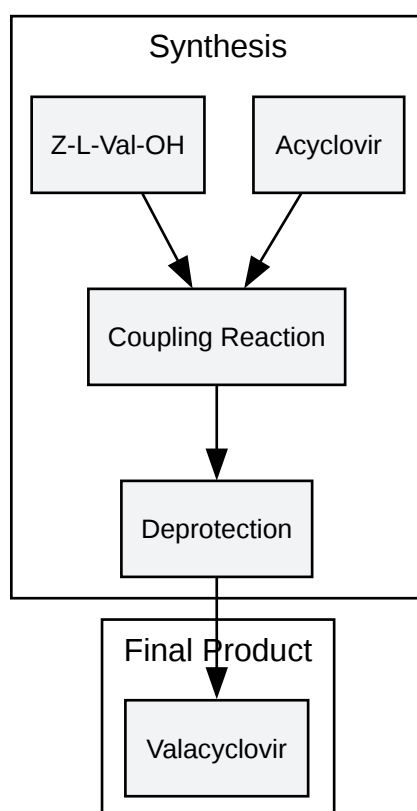 Synthesis
Z-L-Val-OH
Acyclovir
Coupling Reaction
Deprotection
Final Product
Valacyclovir